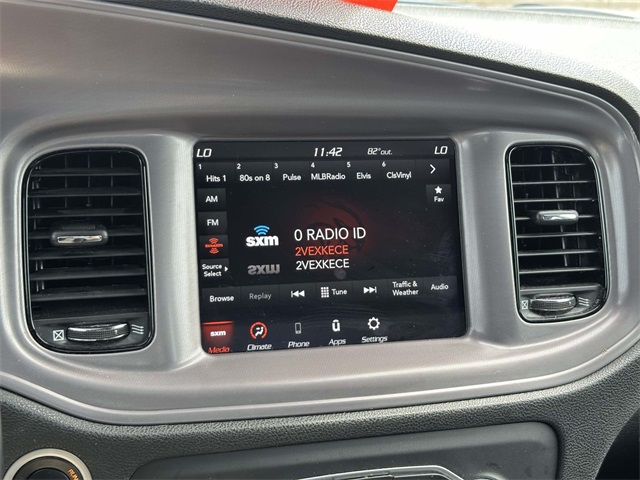 LO 11:42 82°out. LO
1 2 3 4 5 6
Hits 1 80s on 8 Pulse MLBRadio Elvis ClsVinyl
AM
Fav
FM
sxm 0 RADIO ID
2VEXKECE
2VEXKECE
Source
Select
Browse Replay Tune Traffic &
Weather Audio
sxm
Media Climate Phone Apps Settings